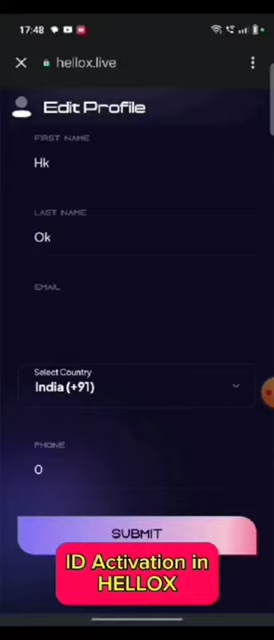 17:48
hellox.live
Edit Profile
FIRST NAME
Hk
LAST NAME
Ok
EMAIL
Select Country
India (+91)
PHONE
0
SUBMIT
ID Activation in
HELLOX